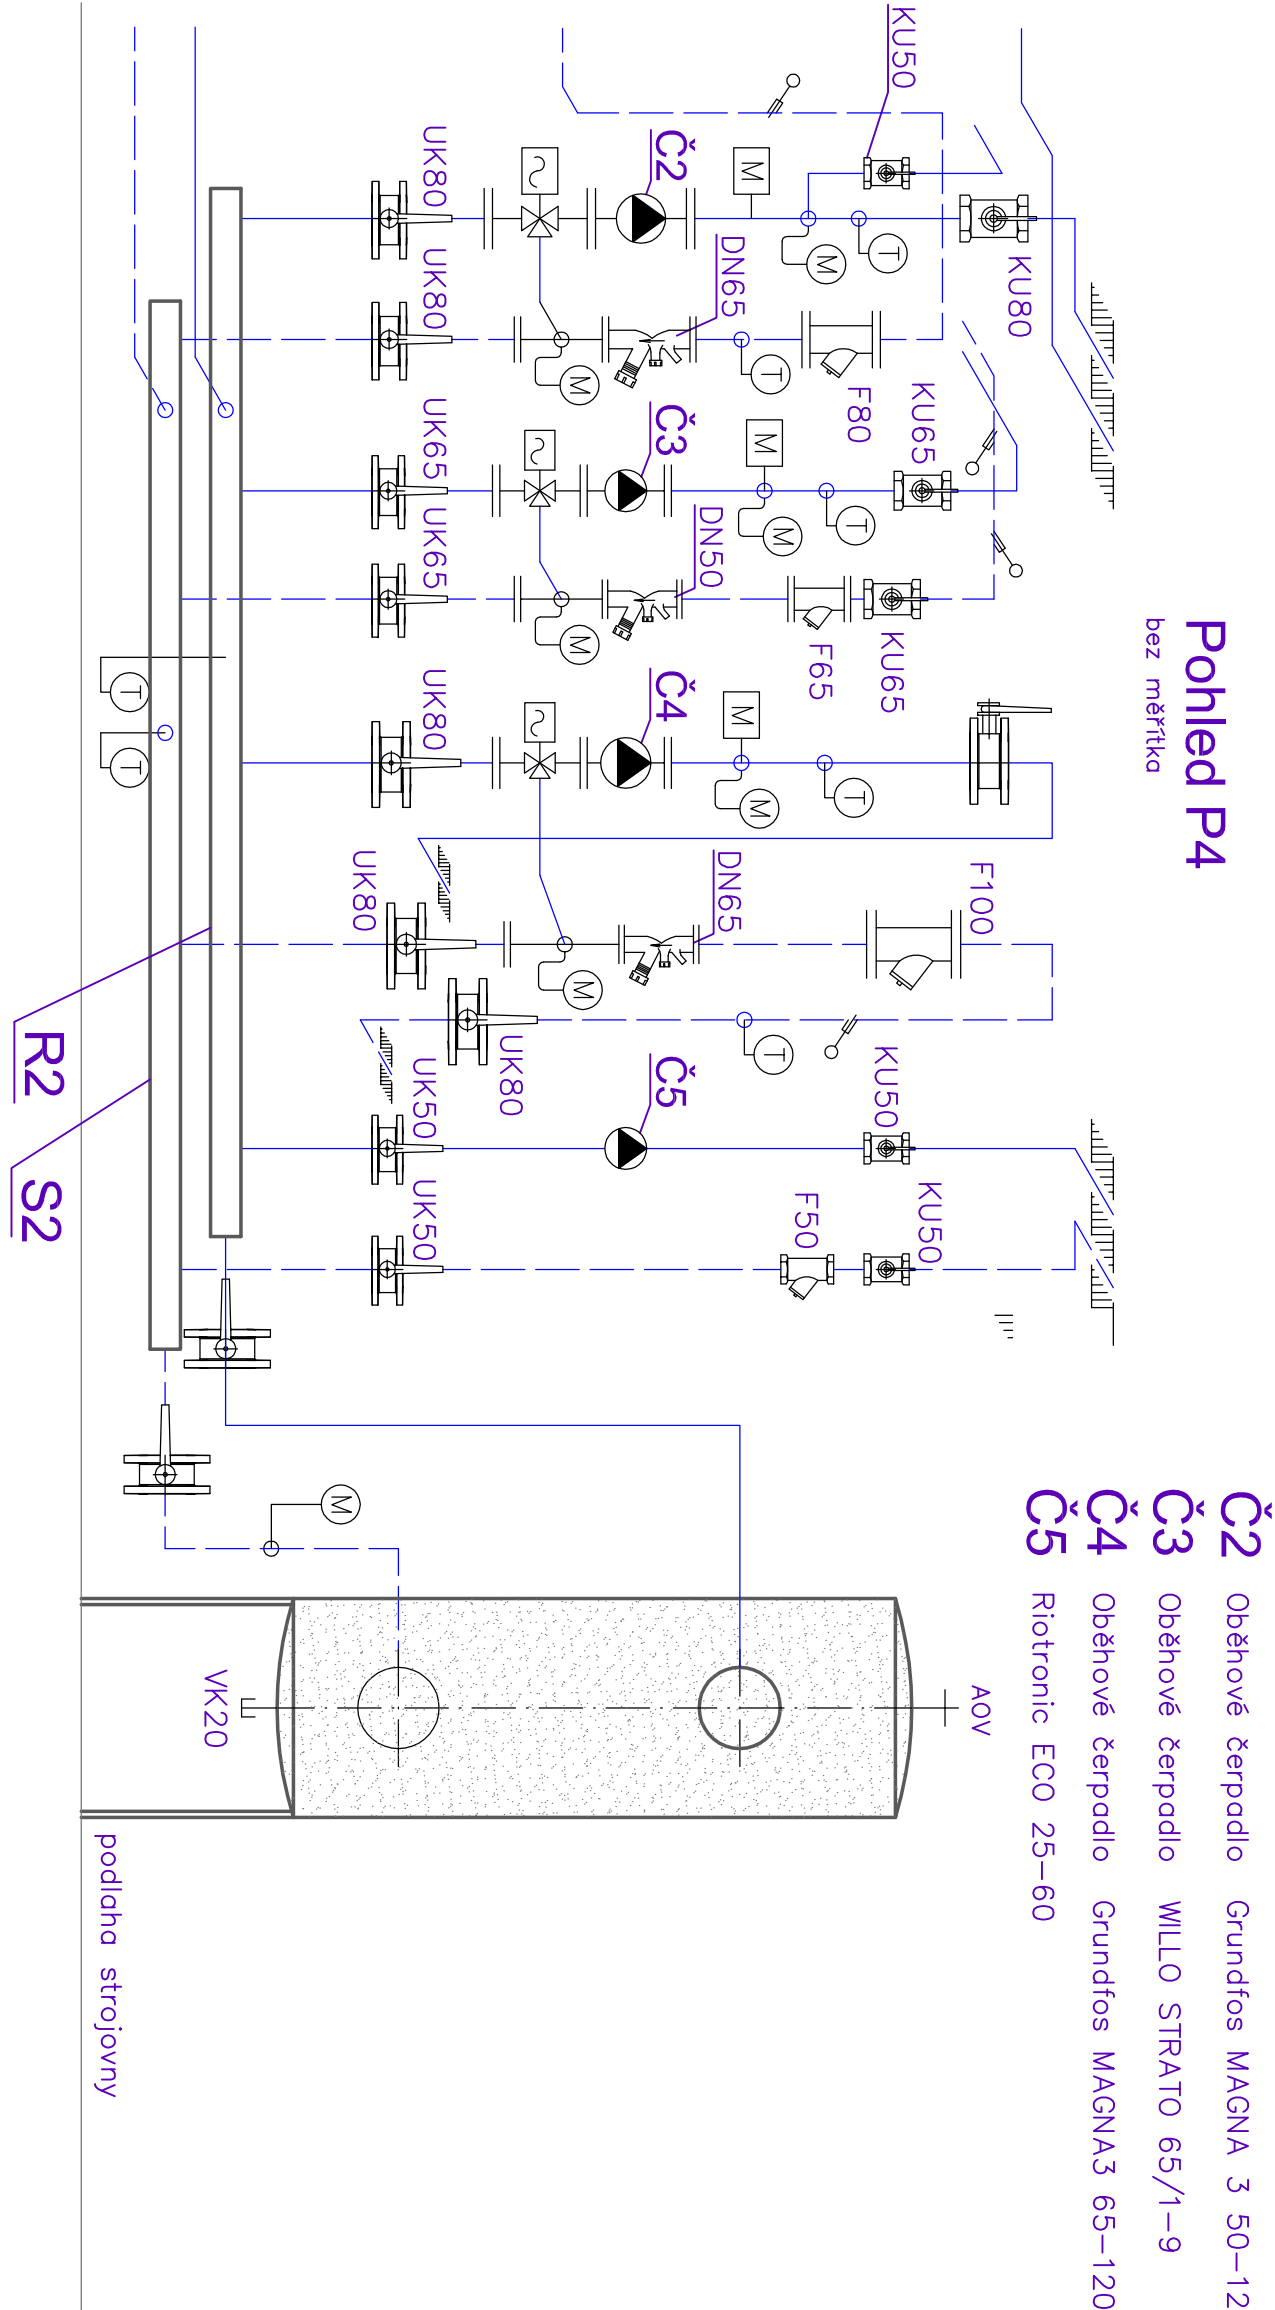 Č2 Oběhové čerpadlo Grundfos MAGNA 3 50-12
Č3 Oběhové čerpadlo WILLO STRATO 65/1-9
Č4 Oběhové čerpadlo Grundfos MAGNA3 65-120
Č5 Riotronic ECO 25-60
Pohled P4
bez měřítka
KU80
F100
AOV
KU50
KU65
KU50
KU65
KU50
T
F80
T
T
F65
F50
M
M
T
T
M
M
M
M
DN65
DN65
DN50
Č2
Č3
Č4
Č5
M
M
M
UK80
UK80
UK80
UK65
UK65
UK80
UK50
UK50
UK80
M
VK20
T
T
podlaha strojovny
R2
S2